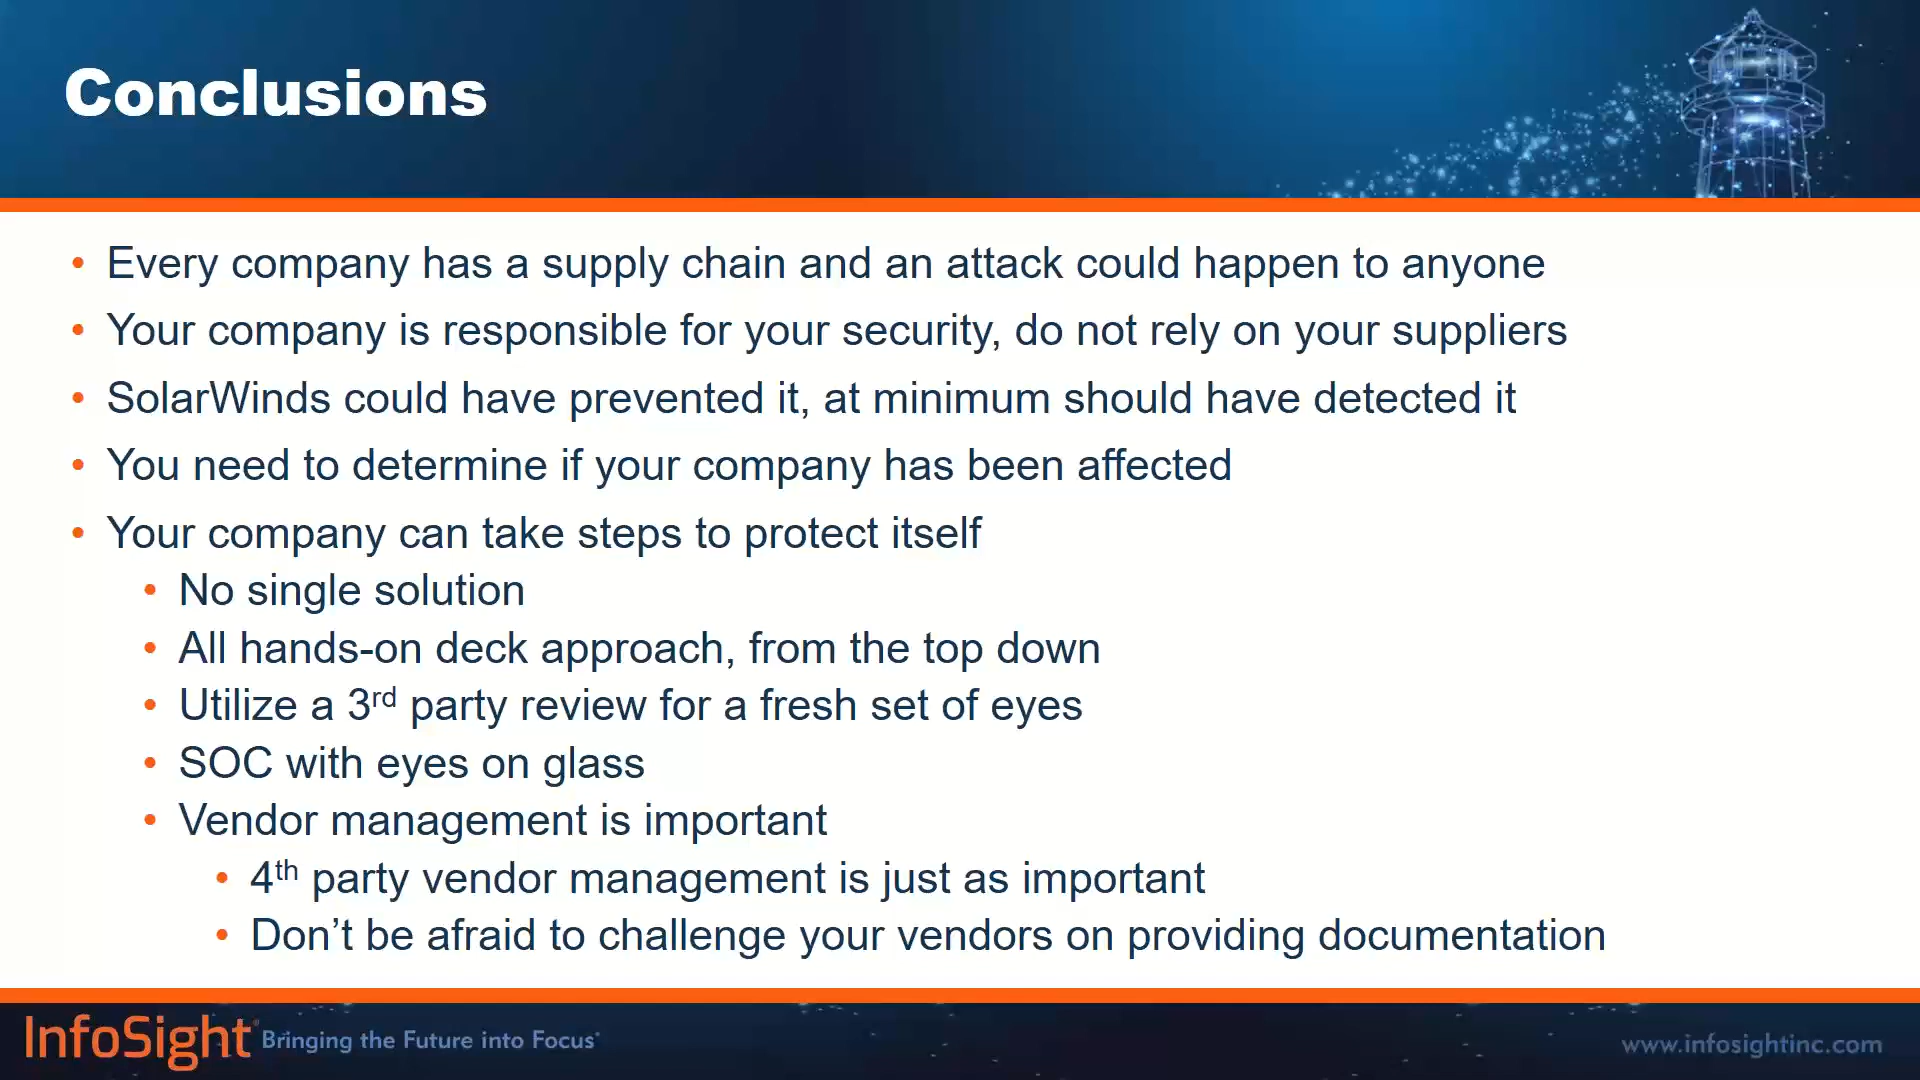 Conclusions
• Every company has a supply chain and an attack could happen to anyone
• Your company is responsible for your security, do not rely on your suppliers
• SolarWinds could have prevented it, at minimum should have detected it
• You need to determine if your company has been affected
• Your company can take steps to protect itself
• No single solution
• All hands-on deck approach, from the top down
• Utilize a 3rd party review for a fresh set of eyes
• SOC with eyes on glass
• Vendor management is important
• 4th party vendor management is just as important
• Don’t be afraid to challenge your vendors on providing documentation
InfoSight® Bringing the Future into Focus®
www.infosightinc.com